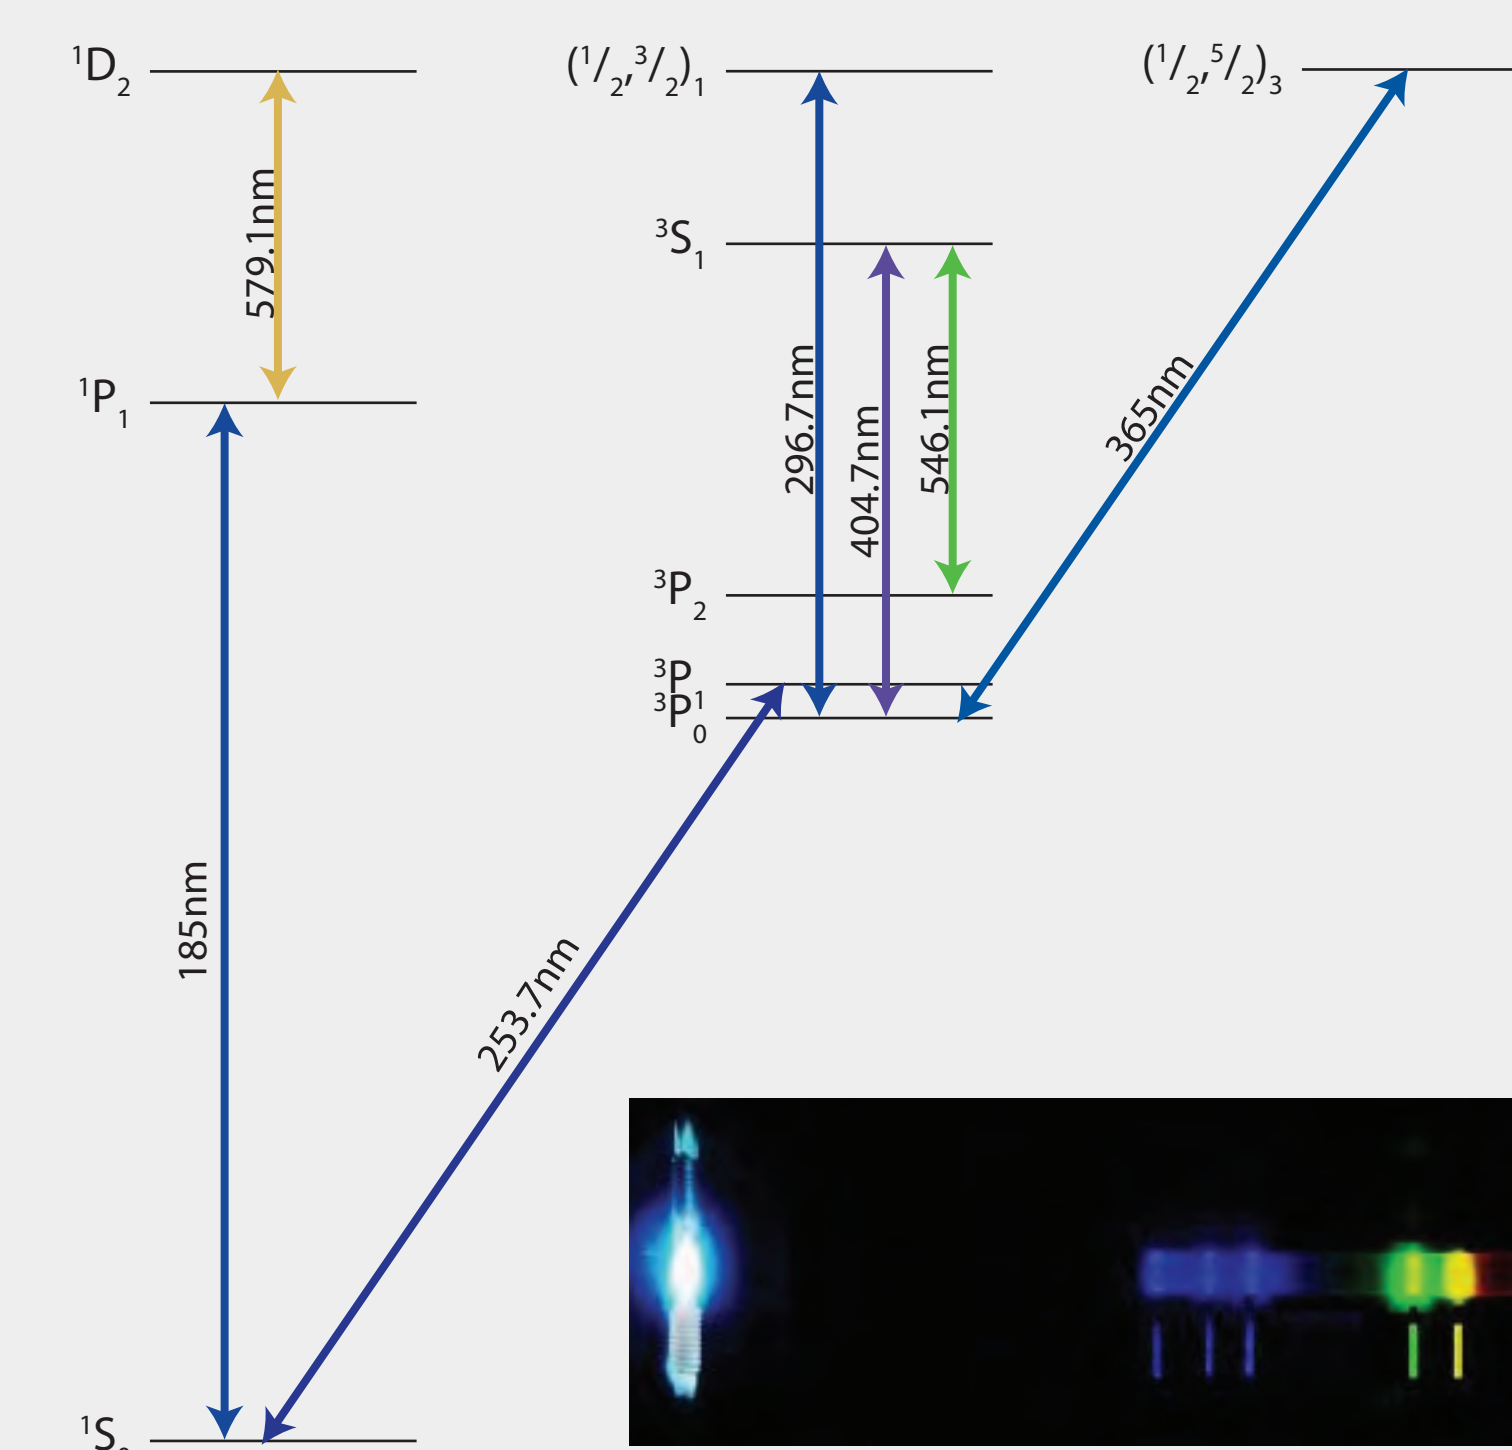 ¹D₂
(¹/₂,³/₂)₁
(¹/₂,⁵/₂)₃
579.1nm
³S₁
¹P₁
296.7nm
404.7nm
546.1nm
365nm
³P₂
³P₁
³P₀
185nm
253.7nm
¹S₀